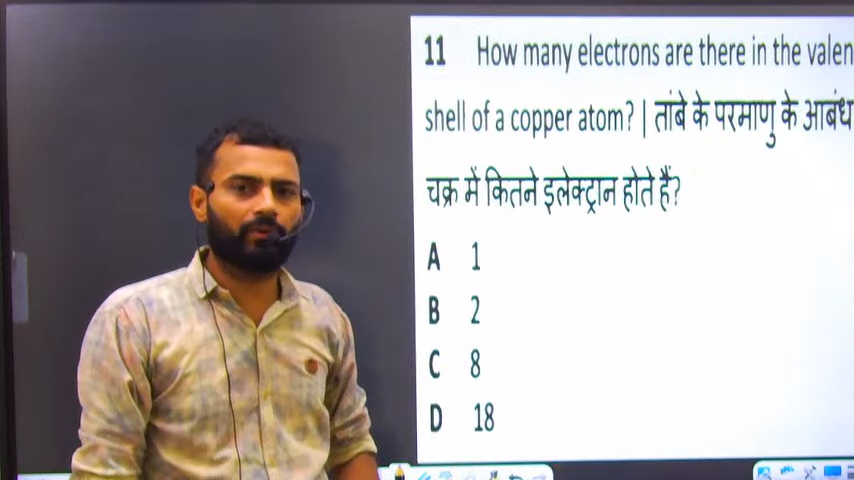 11 How many electrons are there in the valen
shell of a copper atom? | तांबे के परमाणु के आबंध
चक्र में कितने इलेक्ट्रान होते हैं?
A 1
B 2
C 8
D 18